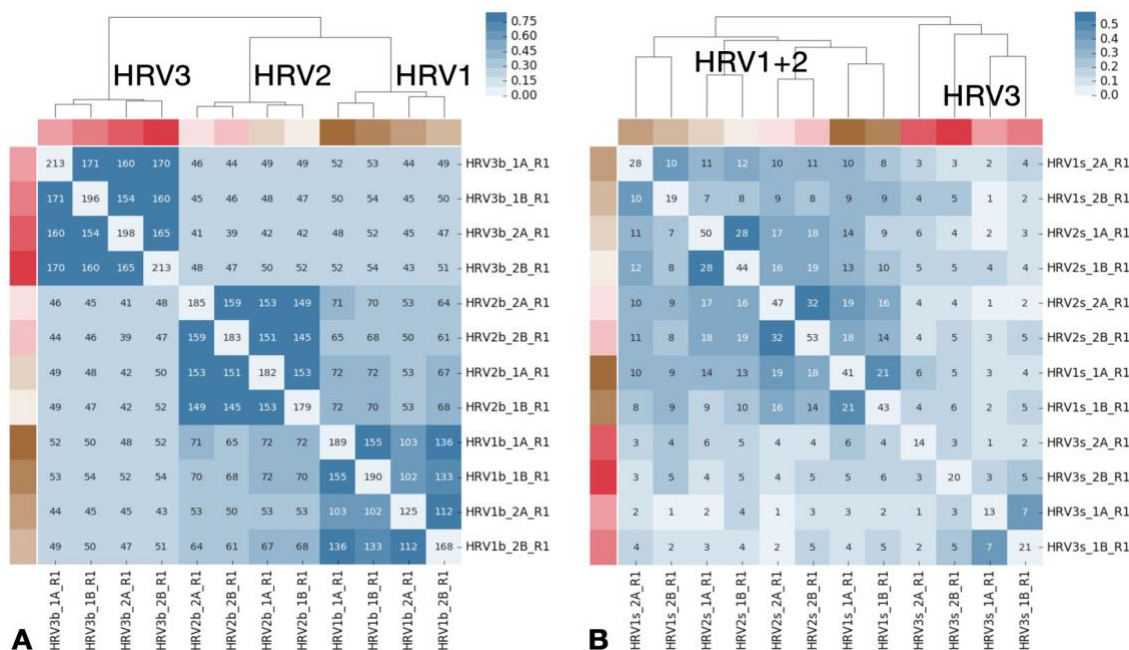 HRV3 HRV2 HRV1
0.75
0.60
0.45
0.30
0.15
0.00
213 171 160 170 46 44 49 49 52 53 44 49 HRV3b_1A_R1
171 196 154 160 45 46 48 47 50 54 45 50 HRV3b_1B_R1
160 154 198 165 41 39 42 42 48 52 45 47 HRV3b_2A_R1
170 160 165 213 48 47 50 52 52 54 43 51 HRV3b_2B_R1
46 45 41 48 185 159 153 149 71 70 53 64 HRV2b_2A_R1
44 46 39 47 159 183 151 145 65 68 50 61 HRV2b_2B_R1
49 48 42 50 153 151 182 153 72 72 53 67 HRV2b_1A_R1
49 47 42 52 149 145 153 179 72 70 53 68 HRV2b_1B_R1
52 50 48 52 71 65 72 72 189 155 103 136 HRV1b_1A_R1
53 54 52 54 70 68 72 70 155 190 102 133 HRV1b_1B_R1
44 45 45 43 53 50 53 53 103 102 125 112 HRV1b_2A_R1
49 50 47 51 64 61 67 68 136 133 112 168 HRV1b_2B_R1
HRV3b_1A_R1
HRV3b_1B_R1
HRV3b_2A_R1
HRV3b_2B_R1
HRV2b_2A_R1
HRV2b_2B_R1
HRV2b_1A_R1
HRV2b_1B_R1
HRV1b_1A_R1
HRV1b_1B_R1
HRV1b_2A_R1
HRV1b_2B_R1
A
HRV1+2 HRV3
0.5
0.4
0.3
0.2
0.1
0.0
28 10 11 12 10 11 10 8 3 3 2 4 HRV1s_2A_R1
10 19 7 8 9 8 9 9 4 5 1 2 HRV1s_2B_R1
11 7 50 28 17 18 14 9 6 4 2 3 HRV2s_1A_R1
12 8 28 44 16 19 13 10 5 5 4 4 HRV2s_1B_R1
10 9 17 16 47 32 19 16 4 4 1 2 HRV2s_2A_R1
11 8 18 19 32 53 18 14 4 5 3 5 HRV2s_2B_R1
10 9 14 13 19 18 41 21 6 5 3 4 HRV1s_1A_R1
8 9 9 10 16 14 21 43 4 6 2 5 HRV1s_1B_R1
3 4 6 5 4 4 6 4 14 3 1 2 HRV3s_2A_R1
3 5 4 5 4 5 5 6 3 20 3 5 HRV3s_2B_R1
2 1 2 4 1 3 3 2 1 3 13 7 HRV3s_1A_R1
4 2 3 4 2 5 4 5 2 5 7 21 HRV3s_1B_R1
HRV1s_2A_R1
HRV1s_2B_R1
HRV2s_1A_R1
HRV2s_1B_R1
HRV2s_2A_R1
HRV2s_2B_R1
HRV1s_1A_R1
HRV1s_1B_R1
HRV3s_2A_R1
HRV3s_2B_R1
HRV3s_1A_R1
HRV3s_1B_R1
B